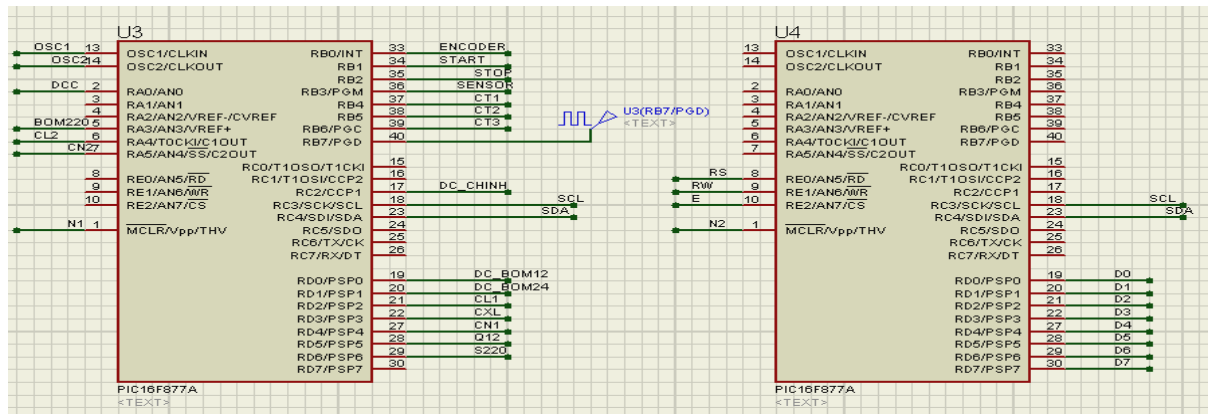 U3
OSC1 13 OSC1/CLKIN RB0/INT 33 ENCODER
OSC2 14 OSC2/CLKOUT RB1 34 START
RB2 35 STOP
DCC 2 RA0/AN0 RB3/PGM 36 SENSOR
3 RA1/AN1 RB4 37 CT1
4 RA2/AN2/VREF-/CVREF RB5 38 CT2
BOM220 5 RA3/AN3/VREF+ RB6/PGC 39 CT3
CL2 6 RA4/T0CKI/C1OUT RB7/PGD 40
CN2 7 RA5/AN4/SS/C2OUT
U3(RB7/PGD)
<TEXT>
RC0/T1OSO/T1CKI 15
8 RE0/AN5/RD RC1/T1OSI/CCP2 16
9 RE1/AN6/WR RC2/CCP1 17 DC_CHINH
10 RE2/AN7/CS RC3/SCK/SCL 18 SCL
RC4/SDI/SDA 23 SDA
N1 1 MCLR/Vpp/THV RC5/SDO 24
RC6/TX/CK 25
RC7/RX/DT 26
RD0/PSP0 19 DC_BOM12
RD1/PSP1 20 DC_BOM24
RD2/PSP2 21 CL1
RD3/PSP3 22 CXL
RD4/PSP4 27 CN1
RD5/PSP5 28 Q12
RD6/PSP6 29 S220
RD7/PSP7 30
PIC16F877A
<TEXT>
U4
13 OSC1/CLKIN RB0/INT 33
14 OSC2/CLKOUT RB1 34
RB2 35
2 RA0/AN0 RB3/PGM 36
3 RA1/AN1 RB4 37
4 RA2/AN2/VREF-/CVREF RB5 38
5 RA3/AN3/VREF+ RB6/PGC 39
6 RA4/T0CKI/C1OUT RB7/PGD 40
7 RA5/AN4/SS/C2OUT
RC0/T1OSO/T1CKI 15
RS 8 RE0/AN5/RD RC1/T1OSI/CCP2 16
RW 9 RE1/AN6/WR RC2/CCP1 17
E 10 RE2/AN7/CS RC3/SCK/SCL 18 SCL
RC4/SDI/SDA 23 SDA
N2 1 MCLR/Vpp/THV RC5/SDO 24
RC6/TX/CK 25
RC7/RX/DT 26
RD0/PSP0 19 D0
RD1/PSP1 20 D1
RD2/PSP2 21 D2
RD3/PSP3 22 D3
RD4/PSP4 27 D4
RD5/PSP5 28 D5
RD6/PSP6 29 D6
RD7/PSP7 30 D7
PIC16F877A
<TEXT>